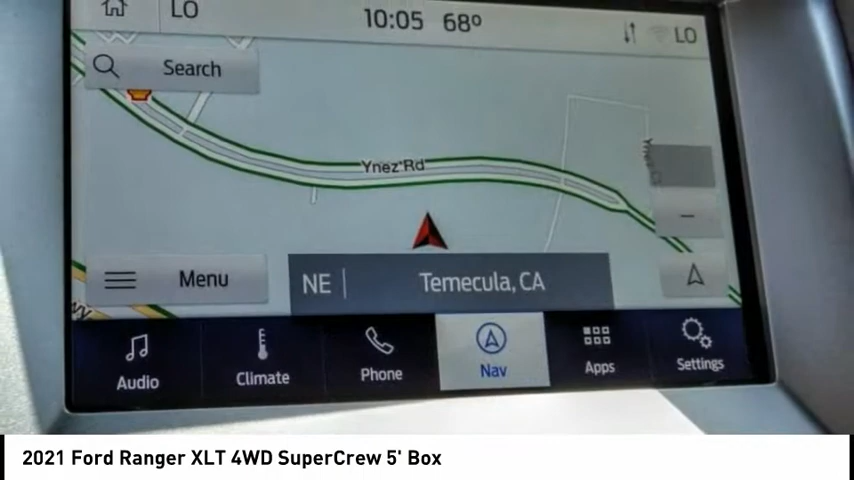 LO
10:05 68º
LO
Search
Ynez Rd
NE
Temecula, CA
Menu
Audio
Climate
Phone
Nav
Apps
Settings
2021 Ford Ranger XLT 4WD SuperCrew 5' Box